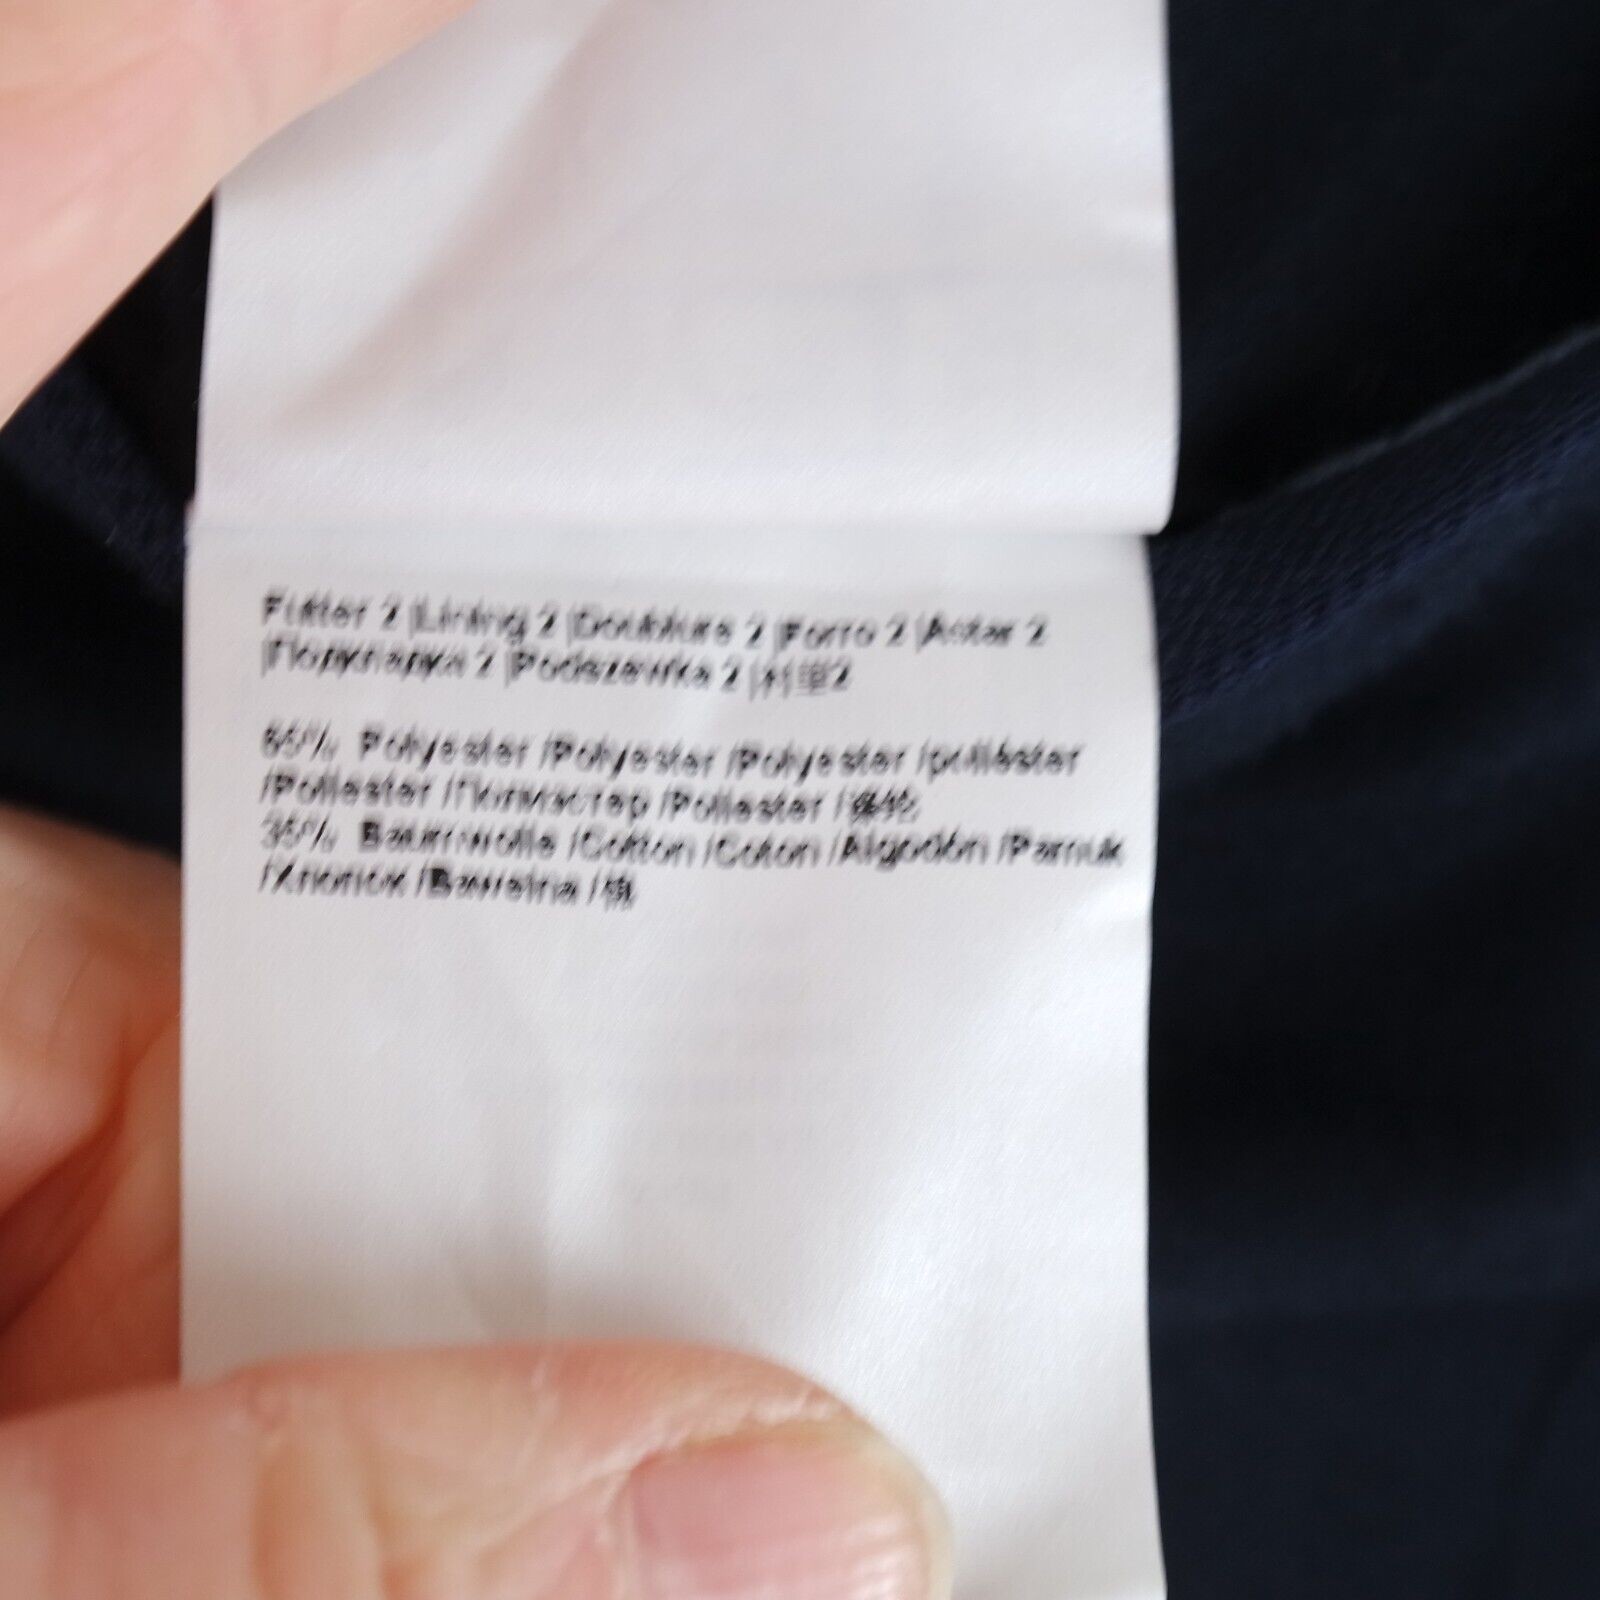 Futter 2 |Lining 2 |Doublure 2 |Forro 2 |Astar 2
|Подкладка 2 |Podszewka 2 |衬里2
65% Polyester /Polyester /Polyester /poliéster
/Poliester /Полиэстер /Poliester /涤纶
35% Baumwolle /Cotton /Coton /Algodón /Pamuk
/Хлопок /Bawełna /棉